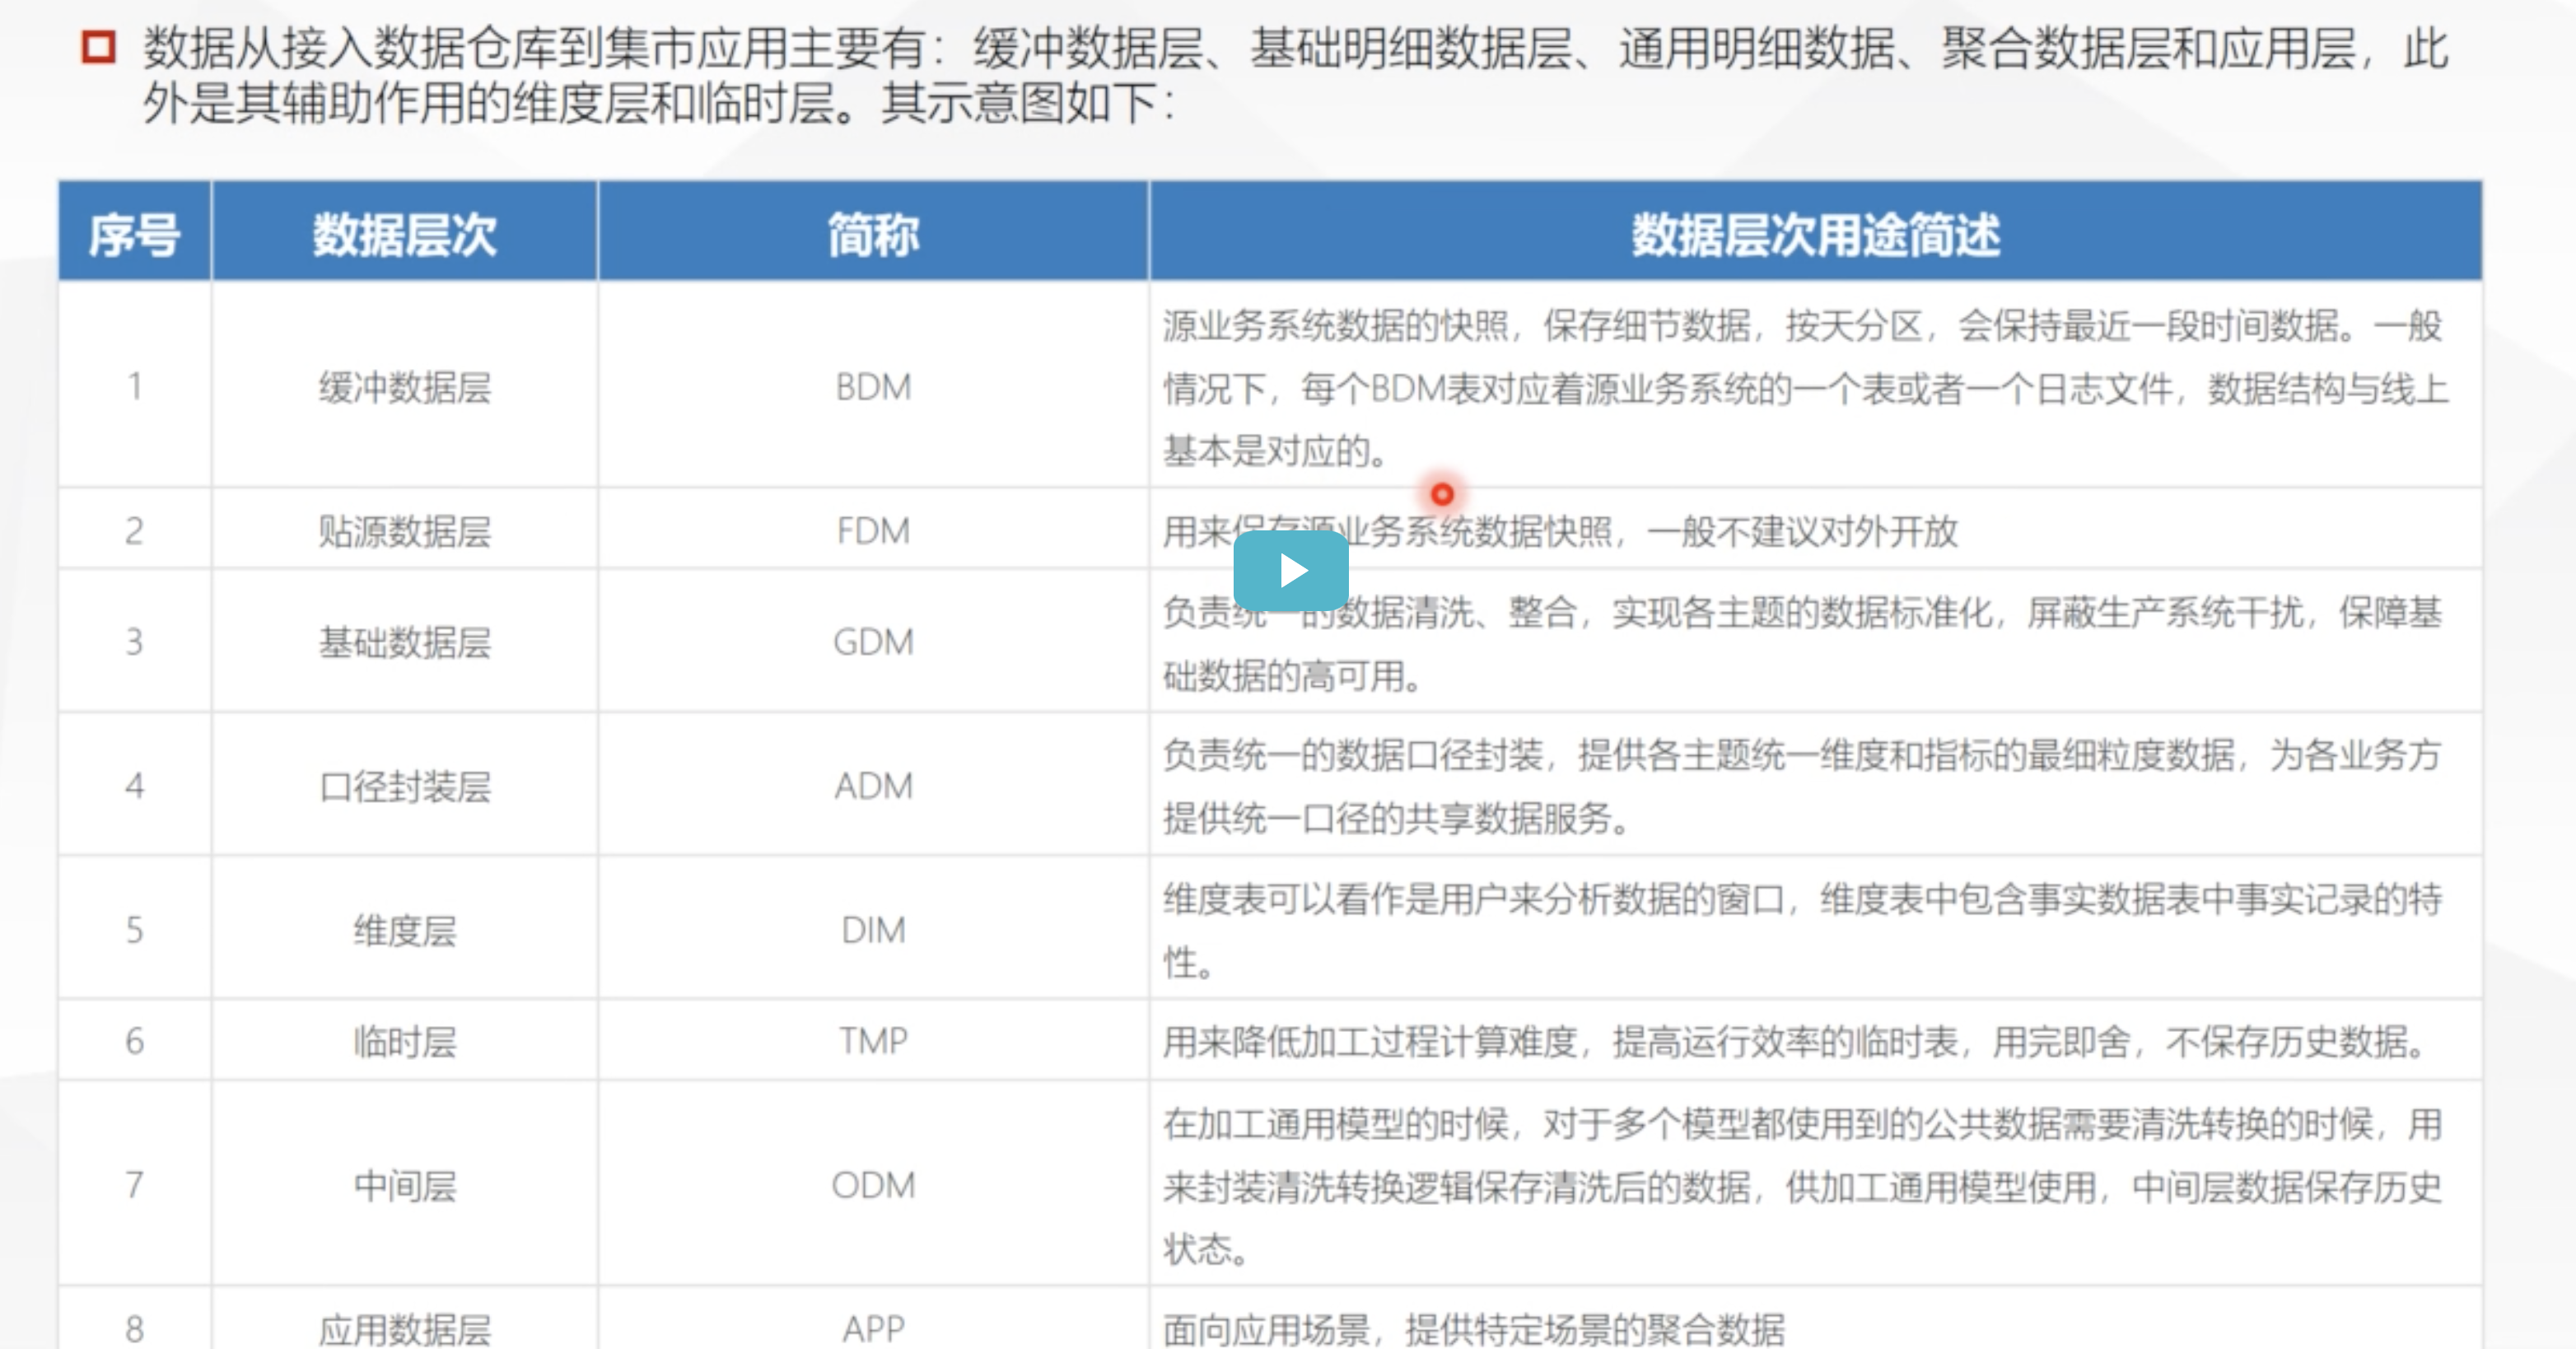 数据从接入数据仓库到集市应用主要有：缓冲数据层、基础明细数据层、通用明细数据、聚合数据层和应用层，此
外是其辅助作用的维度层和临时层。其示意图如下：
序号 数据层次 简称 数据层次用途简述
源业务系统数据的快照，保存细节数据，按天分区，会保持最近一段时间数据。一般
1 缓冲数据层 BDM 情况下，每个BDM表对应着源业务系统的一个表或者一个日志文件，数据结构与线上
基本是对应的。
2 贴源数据层 FDM 用来保存源业务系统数据快照，一般不建议对外开放
负责统一的数据清洗、整合，实现各主题的数据标准化，屏蔽生产系统干扰，保障基
3 基础数据层 GDM
础数据的高可用。
负责统一的数据口径封装，提供各主题统一维度和指标的最细粒度数据，为各业务方
4 口径封装层 ADM
提供统一口径的共享数据服务。
维度表可以看作是用户来分析数据的窗口，维度表中包含事实数据表中事实记录的特
5 维度层 DIM
性。
6 临时层 TMP 用来降低加工过程计算难度，提高运行效率的临时表，用完即舍，不保存历史数据。
在加工通用模型的时候，对于多个模型都使用到的公共数据需要清洗转换的时候，用
7 中间层 ODM 来封装清洗转换逻辑保存清洗后的数据，供加工通用模型使用，中间层数据保存历史
状态。
8 应用数据层 APP 面向应用场景，提供特定场景的聚合数据